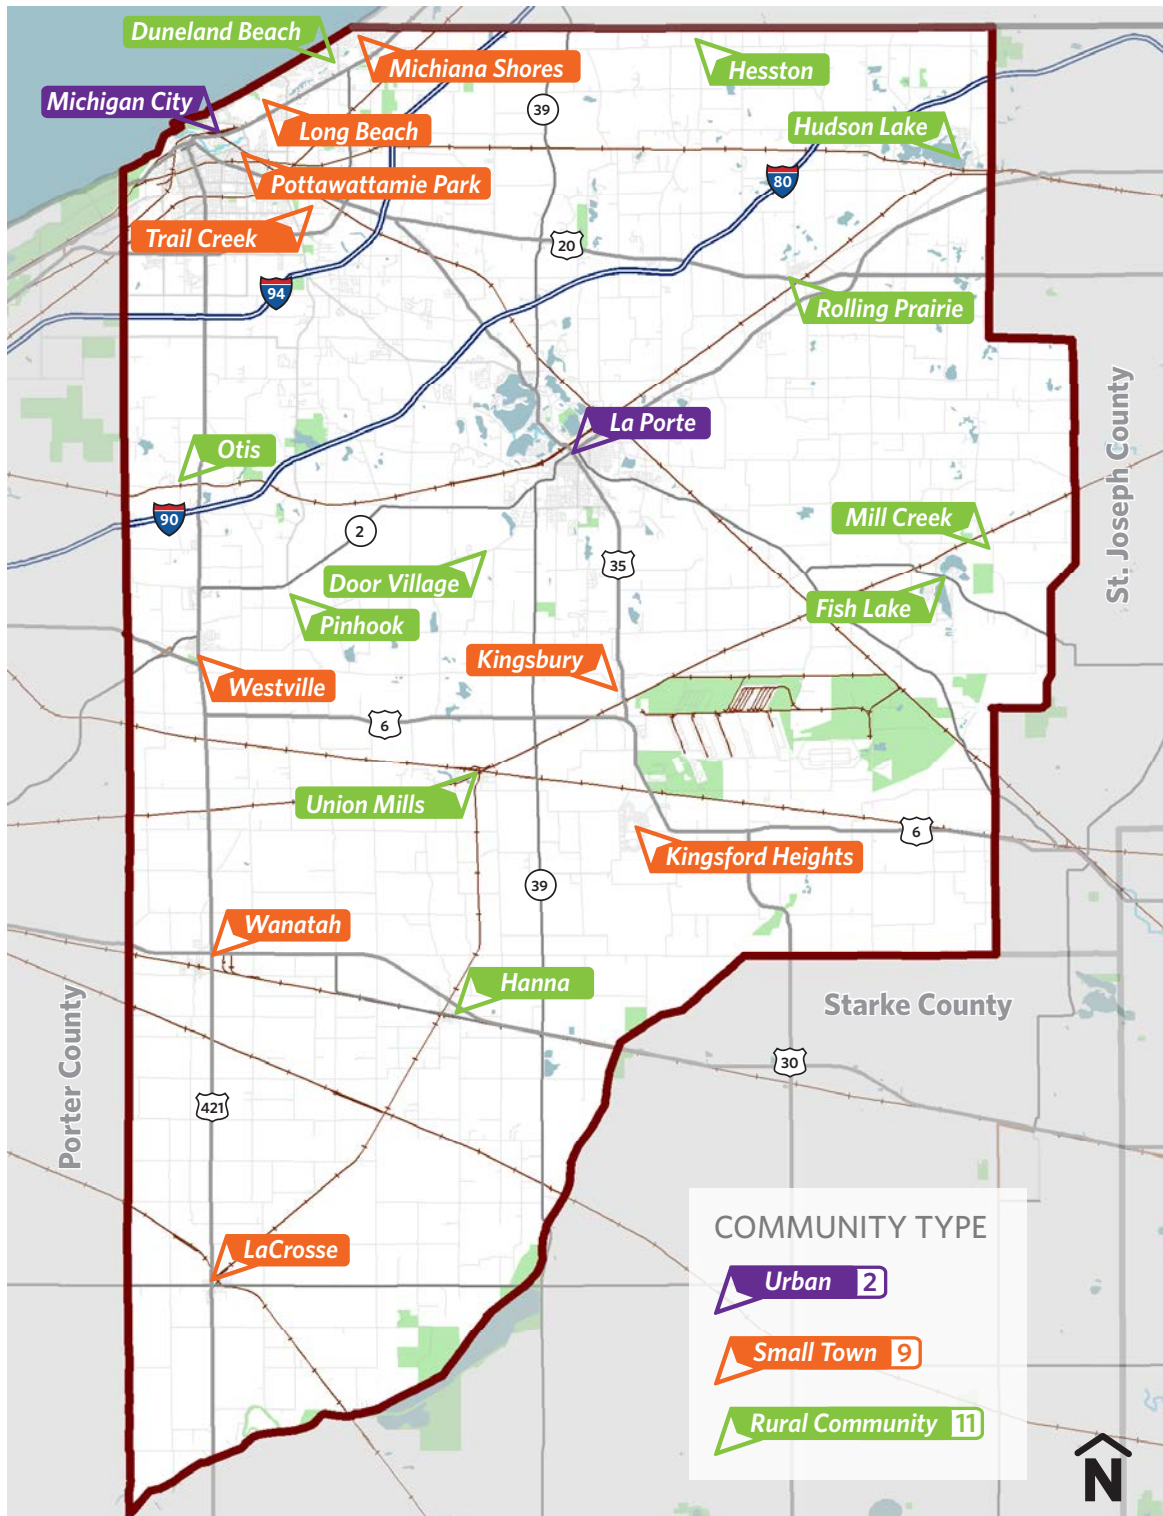 Duneland Beach
Michiana Shores
Hesston
Michigan City
39
Long Beach
Hudson Lake
Pottawattamie Park
80
Trail Creek
20
94
Rolling Prairie
La Porte
Otis
St. Joseph County
90
2
Mill Creek
35
Door Village
Fish Lake
Pinhook
Kingsbury
Westville
6
Union Mills
6
Kingsford Heights
39
Wanatah
Hanna
Starke County
Porter County
30
421
LaCrosse
COMMUNITY TYPE
Urban 2
Small Town 9
Rural Community 11
N